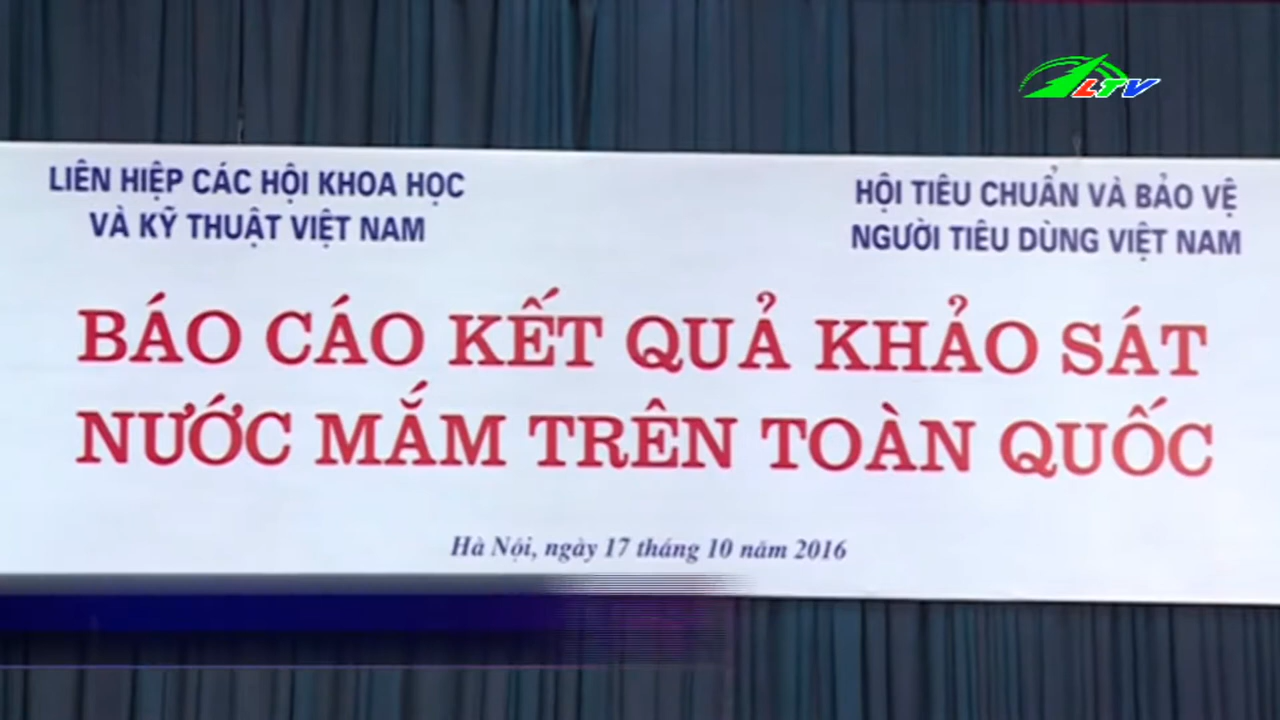 LTV
LIÊN HIỆP CÁC HỘI KHOA HỌC
VÀ KỸ THUẬT VIỆT NAM
HỘI TIÊU CHUẨN VÀ BẢO VỆ
NGƯỜI TIÊU DÙNG VIỆT NAM
BÁO CÁO KẾT QUẢ KHẢO SÁT
NƯỚC MẮM TRÊN TOÀN QUỐC
Hà Nội, ngày 17 tháng 10 năm 2016